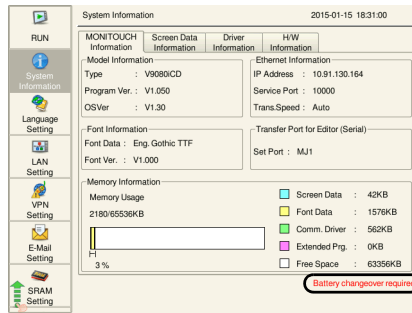 System Information 2015-01-15 18:31:00
RUN
System
Information
Language
Setting
LAN
Setting
VPN
Setting
E-Mail
Setting
SRAM
Setting
MONITOUCH
Information
Screen Data
Information
Driver
Information
H/W
Information
Model Information
Type : V9080iCD
Program Ver. : V1.050
OSVer : V1.30
Ethernet Information
IP Address : 10.91.130.164
Service Port : 10000
Trans.Speed : Auto
Font Information
Font Data : Eng. Gothic TTF
Font Ver. : V1.000
Transfer Port for Editor (Serial)
Set Port : MJ1
Memory Information
Memory Usage
2180/65536KB
3 %
Screen Data : 42KB
Font Data : 1576KB
Comm. Driver : 562KB
Extended Prg. : 0KB
Free Space : 63356KB
Battery changeover required